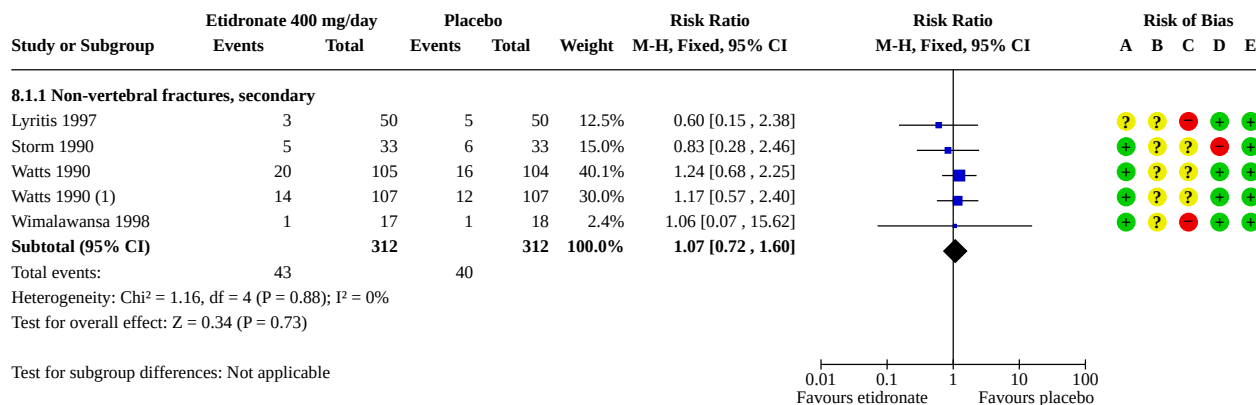 Etidronate 400 mg/day Placebo Risk Ratio Risk Ratio Risk of Bias
Study or Subgroup Events Total Events Total Weight M-H, Fixed, 95% CI M-H, Fixed, 95% CI A B C D E
8.1.1 Non-vertebral fractures, secondary
Lyritis 1997 3 50 5 50 12.5% 0.60 [0.15 , 2.38] ? ? − + +
Storm 1990 5 33 6 33 15.0% 0.83 [0.28 , 2.46] + ? ? − +
Watts 1990 20 105 16 104 40.1% 1.24 [0.68 , 2.25] + ? ? + +
Watts 1990 (1) 14 107 12 107 30.0% 1.17 [0.57 , 2.40] + ? ? + +
Wimalawansa 1998 1 17 1 18 2.4% 1.06 [0.07 , 15.62] + ? − + +
Subtotal (95% CI) 312 312 100.0% 1.07 [0.72 , 1.60]
Total events: 43 40
Heterogeneity: Chi² = 1.16, df = 4 (P = 0.88); I² = 0%
Test for overall effect: Z = 0.34 (P = 0.73)
Test for subgroup differences: Not applicable
0.01 0.1 1 10 100
Favours etidronate Favours placebo